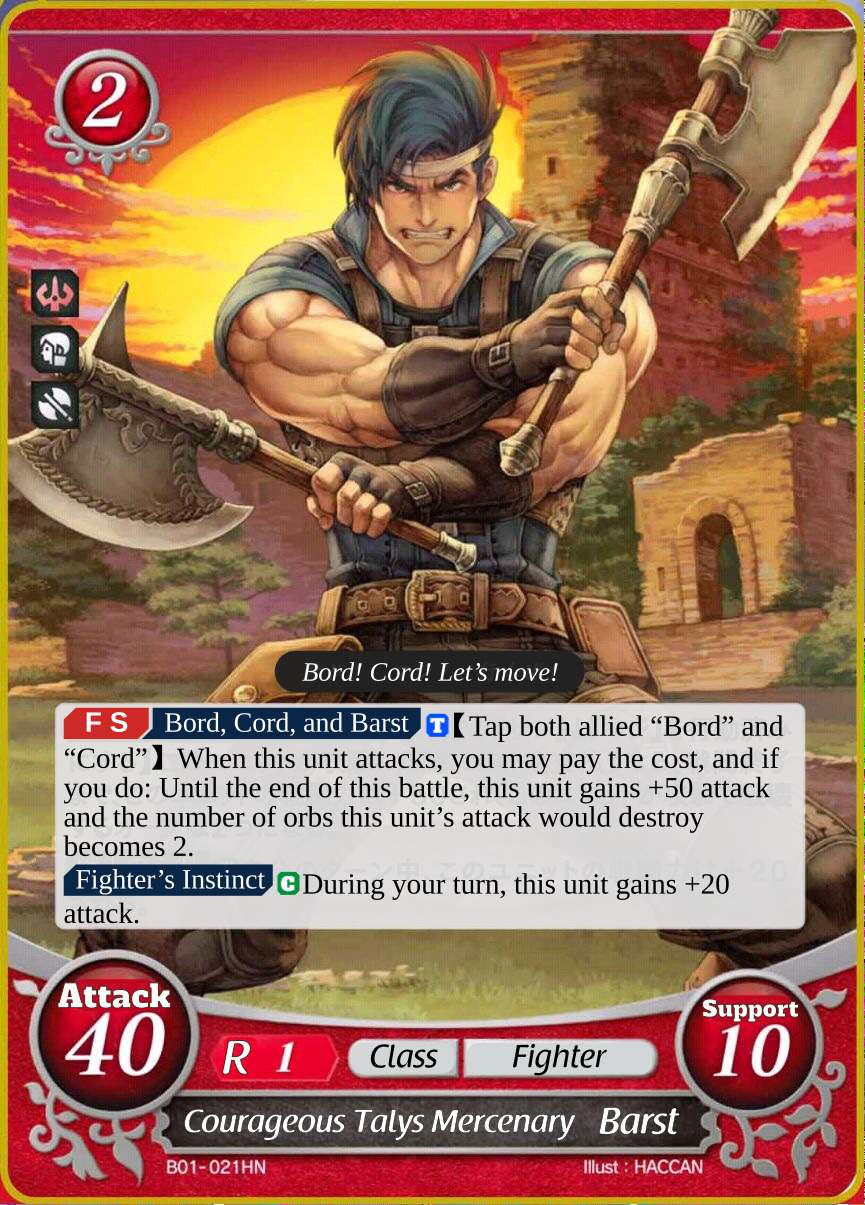 2
Bord! Cord! Let's move!
F S Bord, Cord, and Barst T【Tap both allied “Bord” and
“Cord”】When this unit attacks, you may pay the cost, and if
you do: Until the end of this battle, this unit gains +50 attack
and the number of orbs this unit’s attack would destroy
becomes 2.
Fighter’s Instinct C During your turn, this unit gains +20
attack.
Attack
40
R 1
Class
Fighter
Support
10
Courageous Talys Mercenary Barst
B01-021HN
Illust : HACCAN